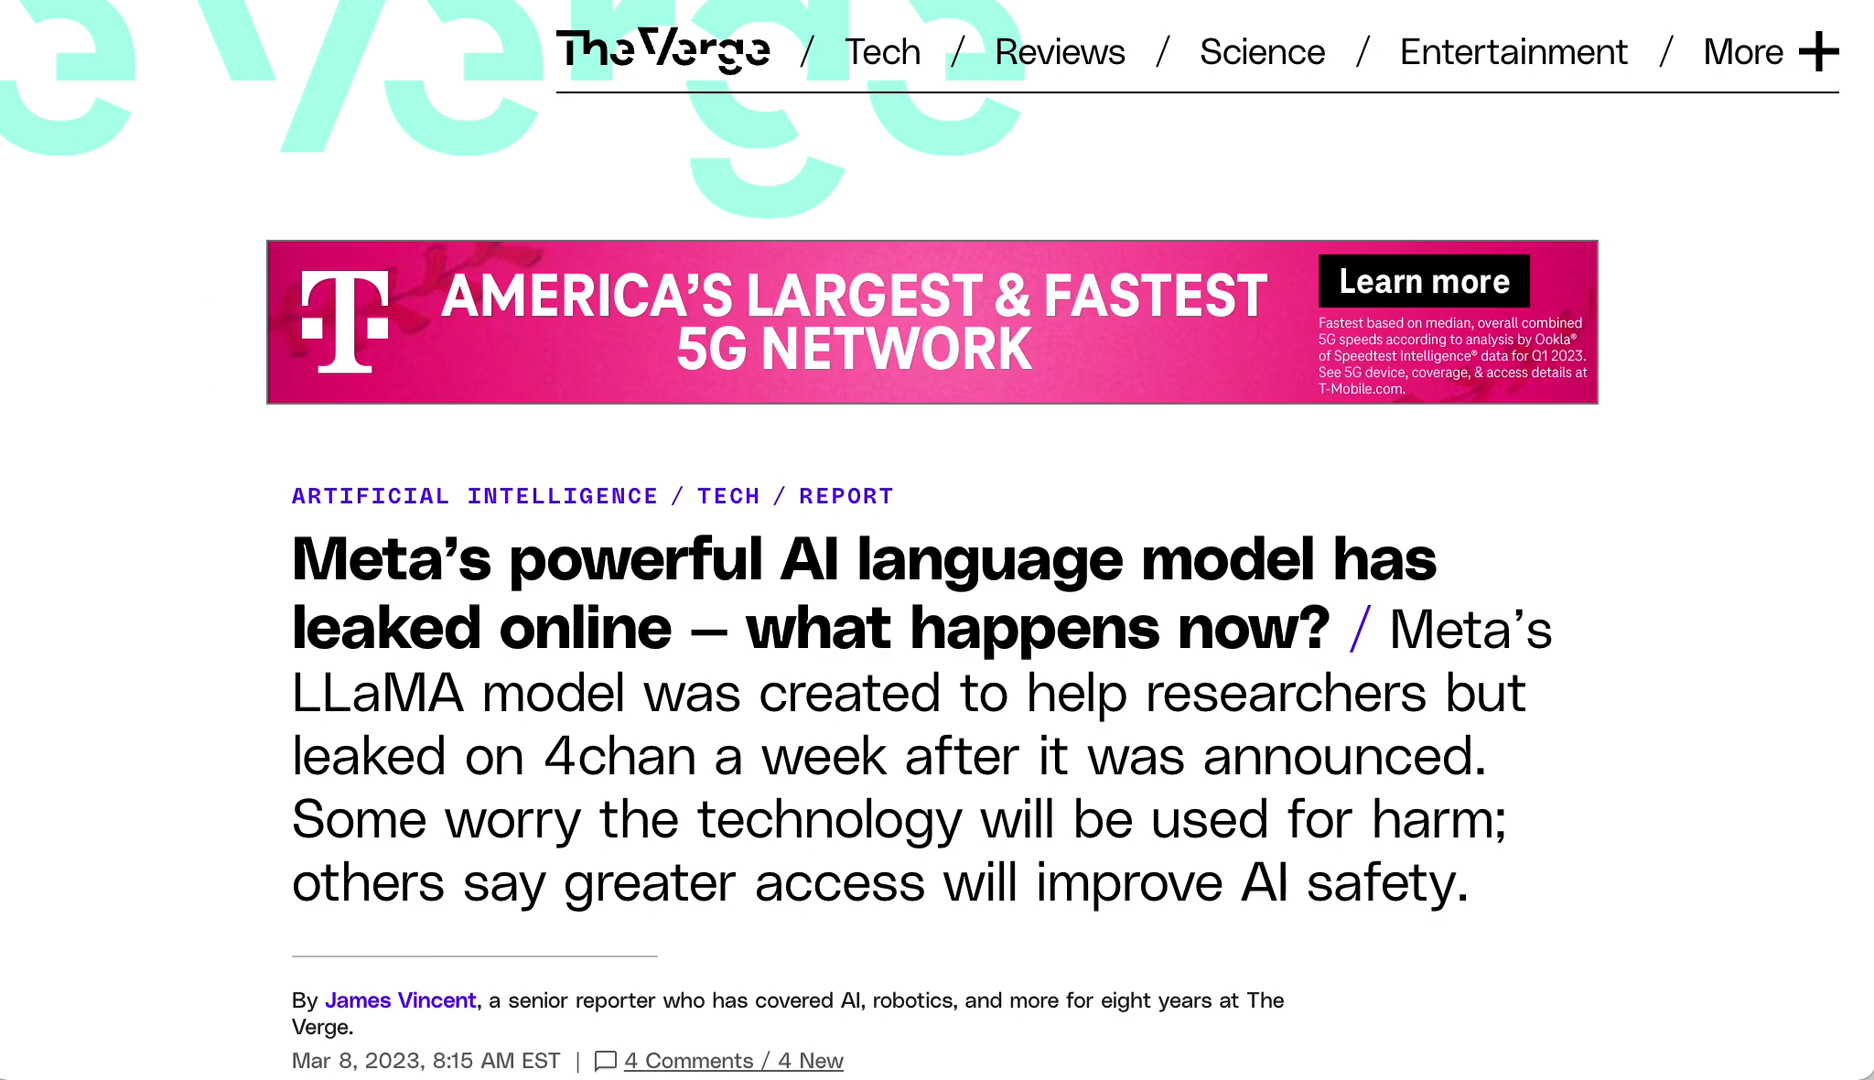 e Verge
The Verge / Tech / Reviews / Science / Entertainment / More +
T AMERICA’S LARGEST & FASTEST
5G NETWORK
Learn more
Fastest based on median, overall combined
5G speeds according to analysis by Ookla®
of Speedtest Intelligence® data for Q1 2023.
See 5G device, coverage, & access details at
T-Mobile.com.
ARTIFICIAL INTELLIGENCE / TECH / REPORT
Meta’s powerful AI language model has
leaked online — what happens now? / Meta’s
LLaMA model was created to help researchers but
leaked on 4chan a week after it was announced.
Some worry the technology will be used for harm;
others say greater access will improve AI safety.
By James Vincent, a senior reporter who has covered AI, robotics, and more for eight years at The
Verge.
Mar 8, 2023, 8:15 AM EST | 4 Comments / 4 New